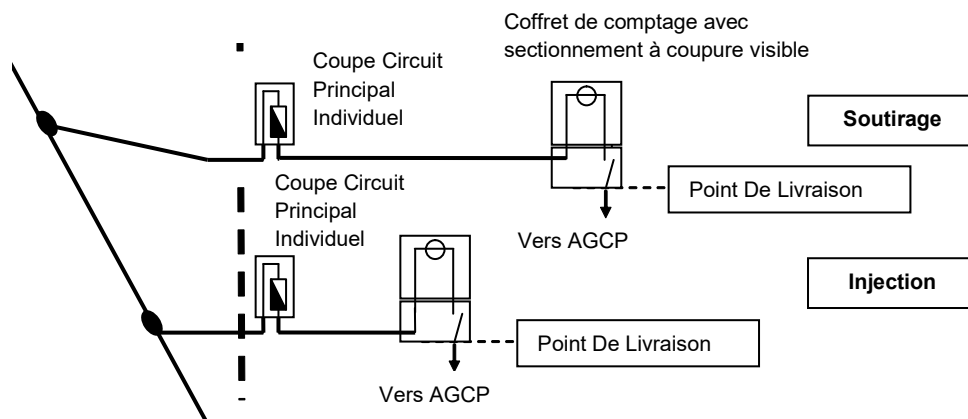 Coffret de comptage avec
sectionnement à coupure visible
Coupe Circuit
Principal
Individuel
Soutirage
Point De Livraison
Vers AGCP
Coupe Circuit
Principal
Individuel
Injection
Point De Livraison
Vers AGCP